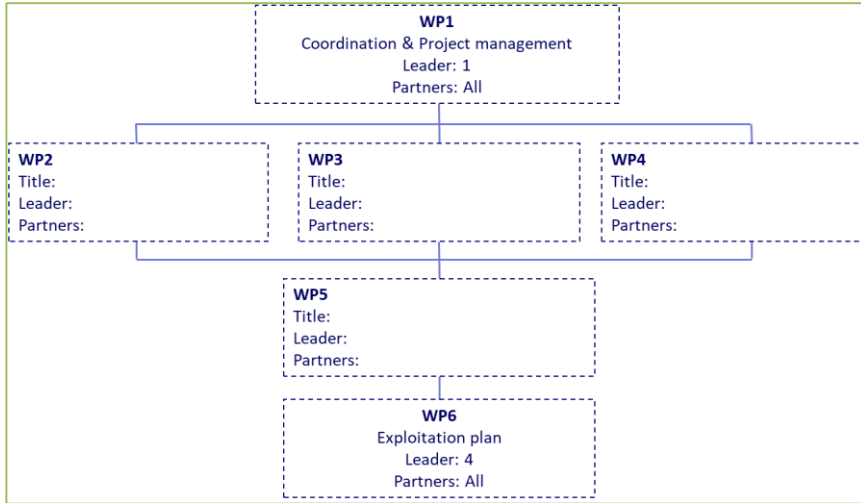 WP1
Coordination & Project management
Leader: 1
Partners: All
WP2
Title:
Leader:
Partners:
WP3
Title:
Leader:
Partners:
WP4
Title:
Leader:
Partners:
WP5
Title:
Leader:
Partners:
WP6
Exploitation plan
Leader: 4
Partners: All